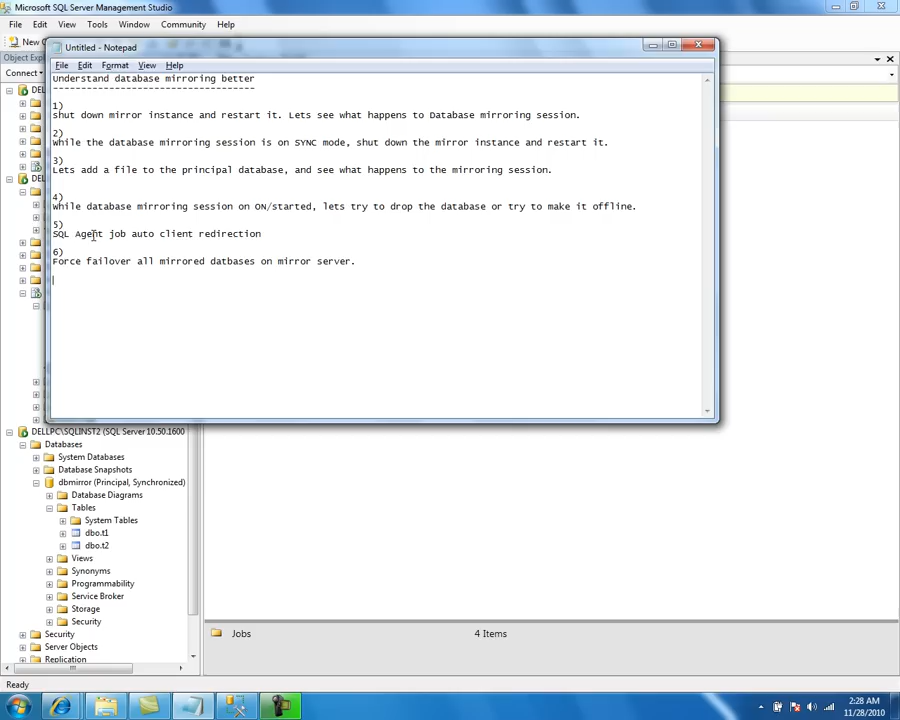 Microsoft SQL Server Management Studio
File Edit View Tools Window Community Help
New
Object Expl
Connect
DEL
DEL
Untitled - Notepad
File Edit Format View Help
Understand database mirroring better
------------------------------------
1)
shut down mirror instance and restart it. Lets see what happens to Database mirroring session.
2)
While the database mirroring session is on SYNC mode, shut down the mirror instance and restart it.
3)
Lets add a file to the principal database, and see what happens to the mirroring session.
4)
While database mirroring session on ON/started, lets try to drop the database or try to make it offline.
5)
SQL Agent job auto client redirection
6)
Force failover all mirrored datbases on mirror server.
DELLPC\SQLINST2 (SQL Server 10.50.1600
Databases
System Databases
Database Snapshots
dbmirror (Principal, Synchronized)
Database Diagrams
Tables
System Tables
dbo.t1
dbo.t2
Views
Synonyms
Programmability
Service Broker
Storage
Security
Security
Server Objects
Replication
Jobs 4 Items
Ready
2:28 AM
11/28/2010